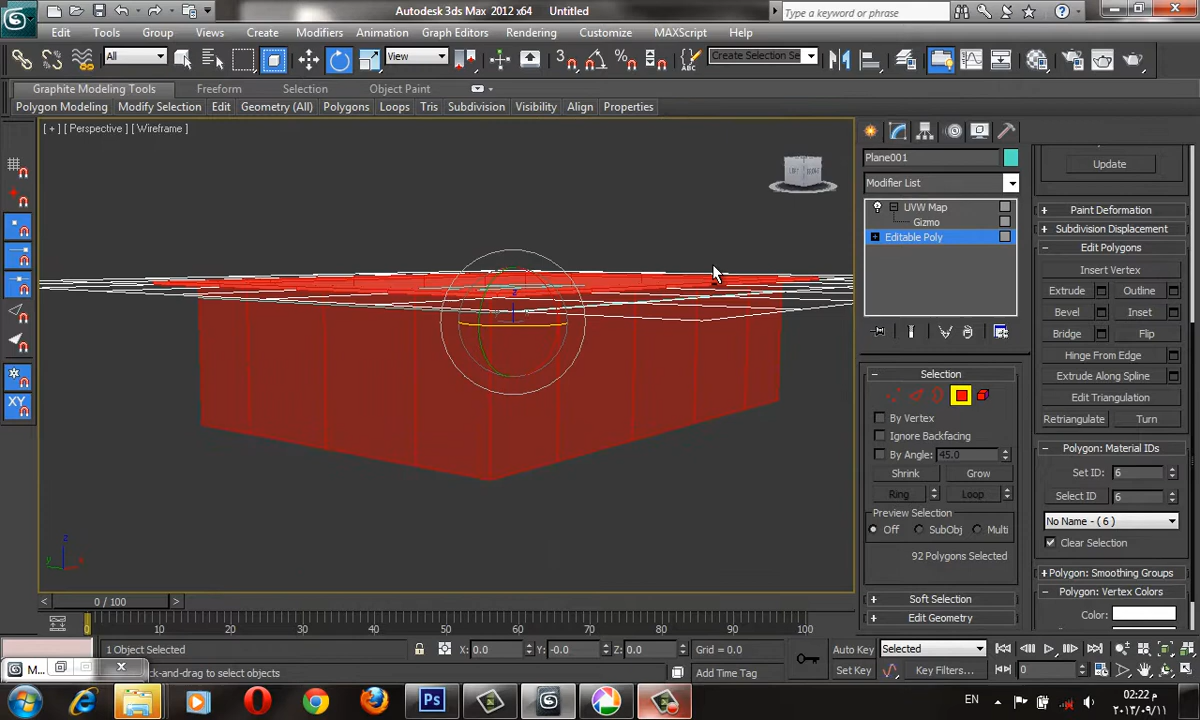 Autodesk 3ds Max 2012 x64 Untitled
Type a keyword or phrase
Edit Tools Group Views Create Modifiers Animation Graph Editors Rendering Customize MAXScript Help
All View 3 Create Selection Se
Graphite Modeling Tools Freeform Selection Object Paint
Polygon Modeling Modify Selection Edit Geometry (All) Polygons Loops Tris Subdivision Visibility Align Properties
[ + ] [ Perspective ] [ Wireframe ]
Plane001
Modifier List
UVW Map
Gizmo
Editable Poly
Selection
By Vertex
Ignore Backfacing
By Angle: 45.0
Shrink Grow
Ring Loop
Preview Selection
Off SubObj Multi
92 Polygons Selected
Soft Selection
Edit Geometry
Update
Paint Deformation
Subdivision Displacement
Edit Polygons
Insert Vertex
Extrude Outline
Bevel Inset
Bridge Flip
Hinge From Edge
Extrude Along Spline
Edit Triangulation
Retriangulate Turn
Polygon: Material IDs
Set ID: 6
Select ID 6
No Name - ( 6 )
Clear Selection
Polygon: Smoothing Groups
Polygon: Vertex Colors
Color:
XY
z
y x
< 0 / 100 >
0 10 20 30 40 50 60 70 80 90 100
1 Object Selected X: 0.0 Y: -0.0 Z: 0.0 Grid = 0.0 Auto Key Selected
M...
ck-and-drag to select objects Add Time Tag Set Key Key Filters... 0
Ps
EN
م 02:22
٢٠١٣/٠٩/١١